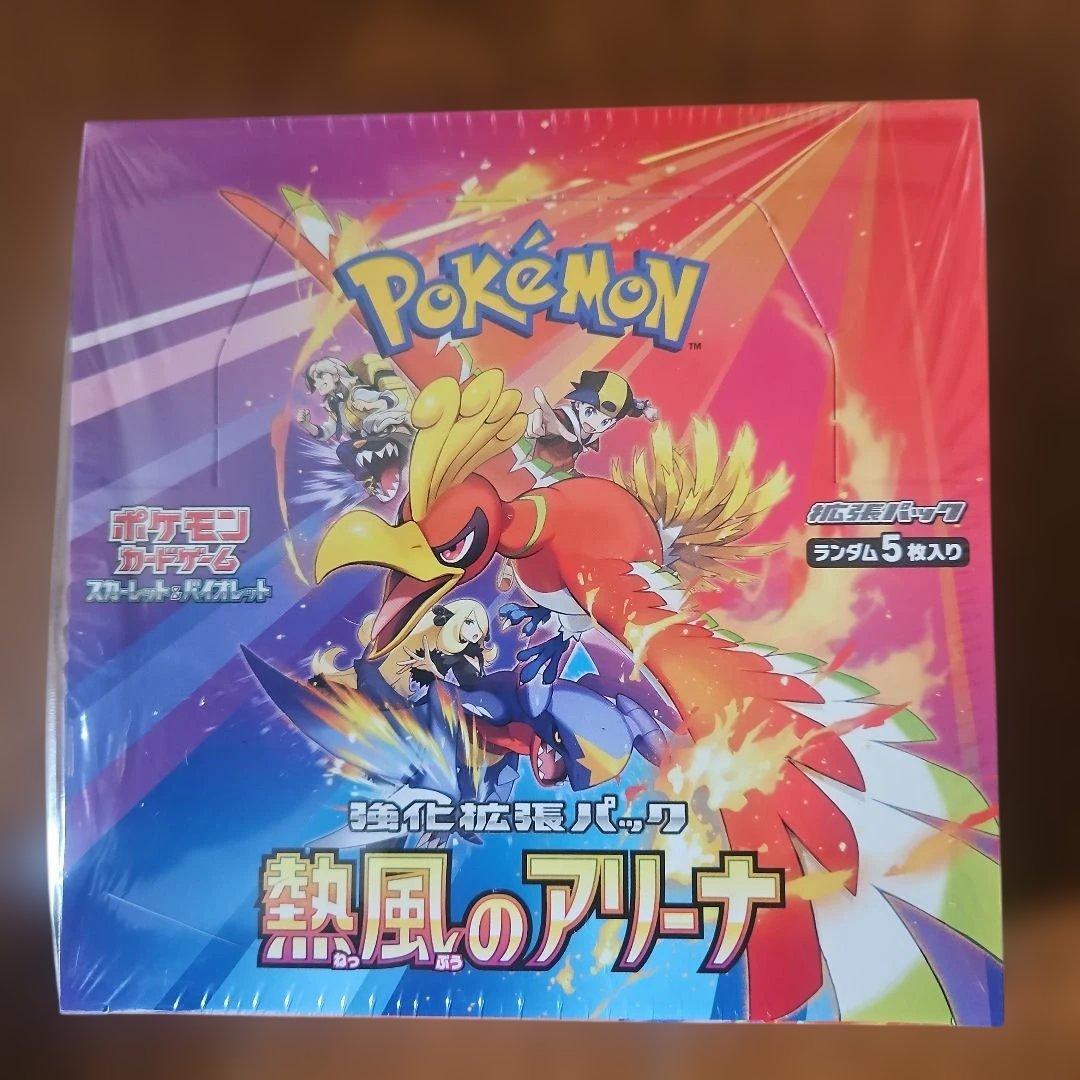 POKéMON
TM
ポケモン
カードゲーム
スカーレット&バイオレット
拡張パック
ランダム5枚入り
強化拡張パック
熱風のアリーナ
ねっ ぷう